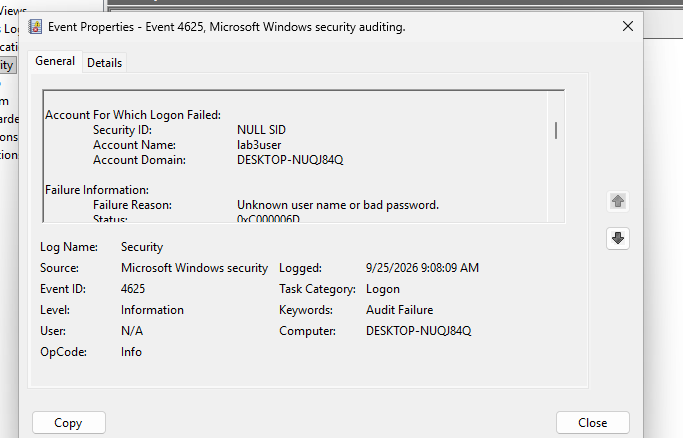 Views
Event Properties - Event 4625, Microsoft Windows security auditing.
s Lo
cati
ity
m
arde
ons
tion
General
Details
Account For Which Logon Failed:
Security ID: NULL SID
Account Name: lab3user
Account Domain: DESKTOP-NUQJ84Q
Failure Information:
Failure Reason: Unknown user name or bad password.
Status: 0xC000006D
Log Name: Security
Source: Microsoft Windows security Logged: 9/25/2026 9:08:09 AM
Event ID: 4625 Task Category: Logon
Level: Information Keywords: Audit Failure
User: N/A Computer: DESKTOP-NUQJ84Q
OpCode: Info
Copy
Close